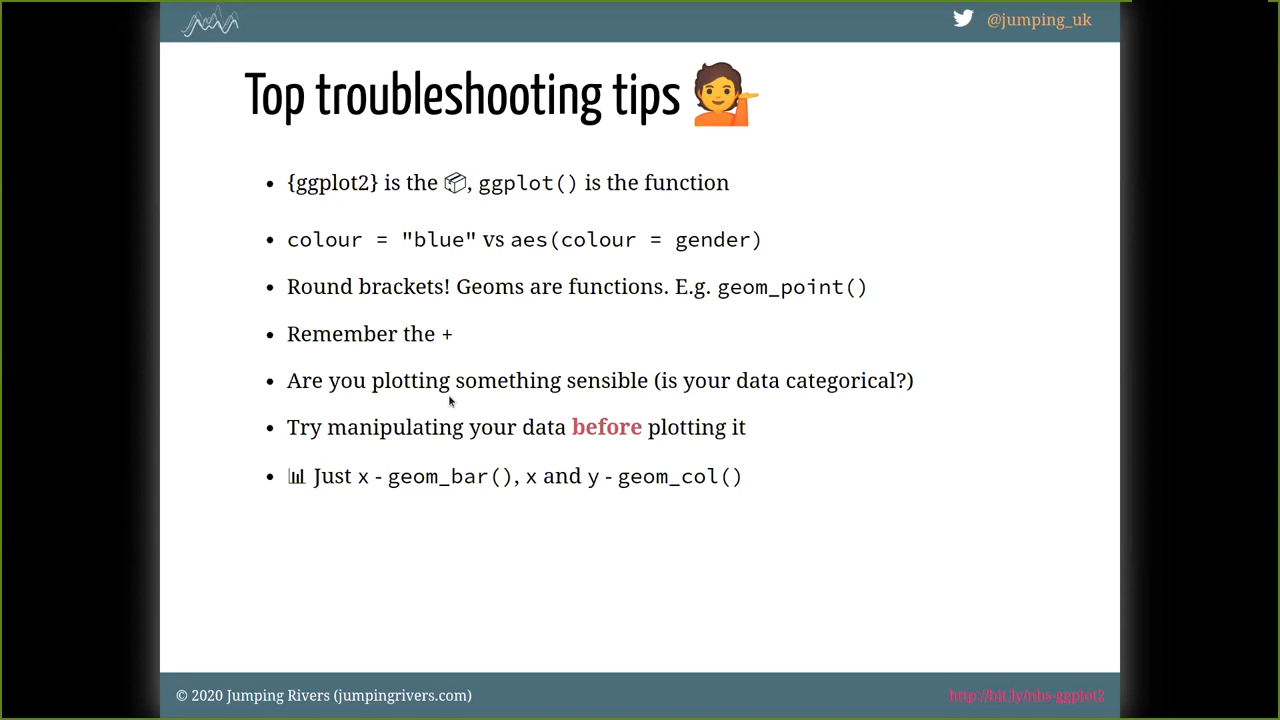 @jumping_uk
Top troubleshooting tips
{ggplot2} is the 📦, ggplot() is the function
colour = "blue" vs aes(colour = gender)
Round brackets! Geoms are functions. E.g. geom_point()
Remember the +
Are you plotting something sensible (is your data categorical?)
Try manipulating your data before plotting it
📊 Just x - geom_bar(), x and y - geom_col()
© 2020 Jumping Rivers (jumpingrivers.com)
http://bit.ly/nhs-ggplot2